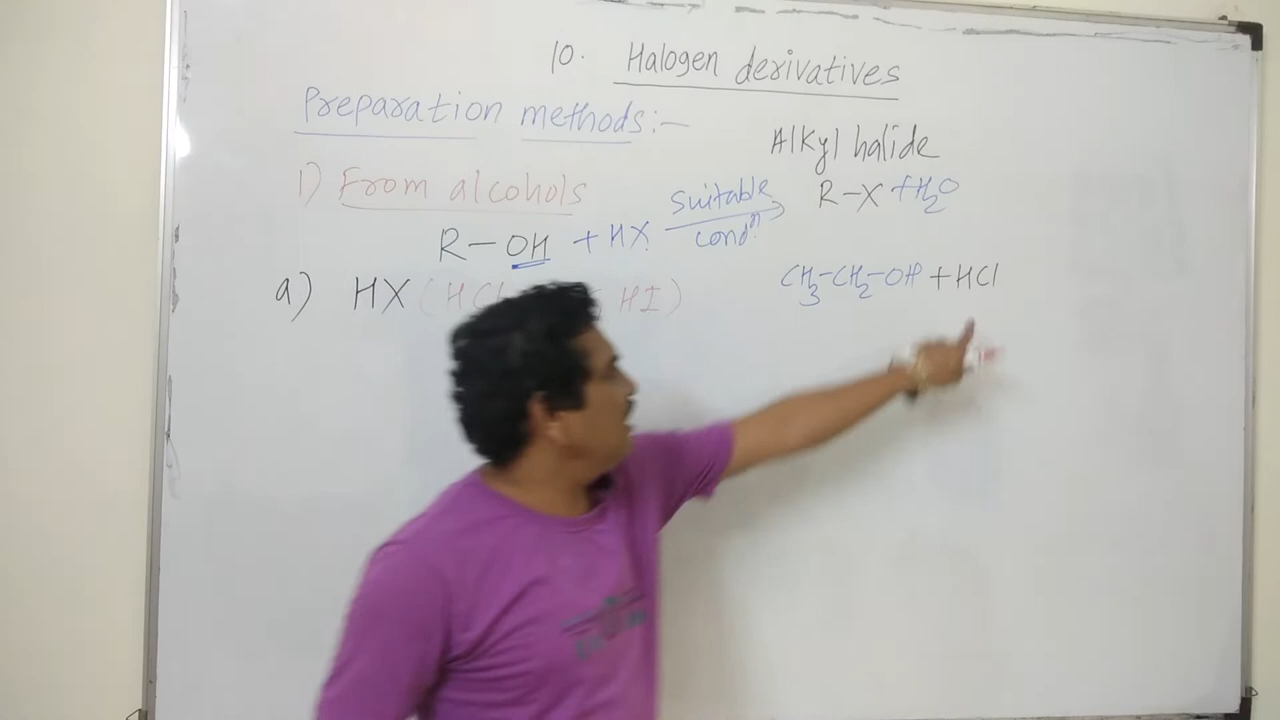 10. Halogen derivatives
Preparation methods:-
1) From alcohols
Alkyl halide
R-OH + HX suitable condⁿ → R-X + H₂O
a) HX (HCl HI)
CH₃-CH₂-OH + HCl